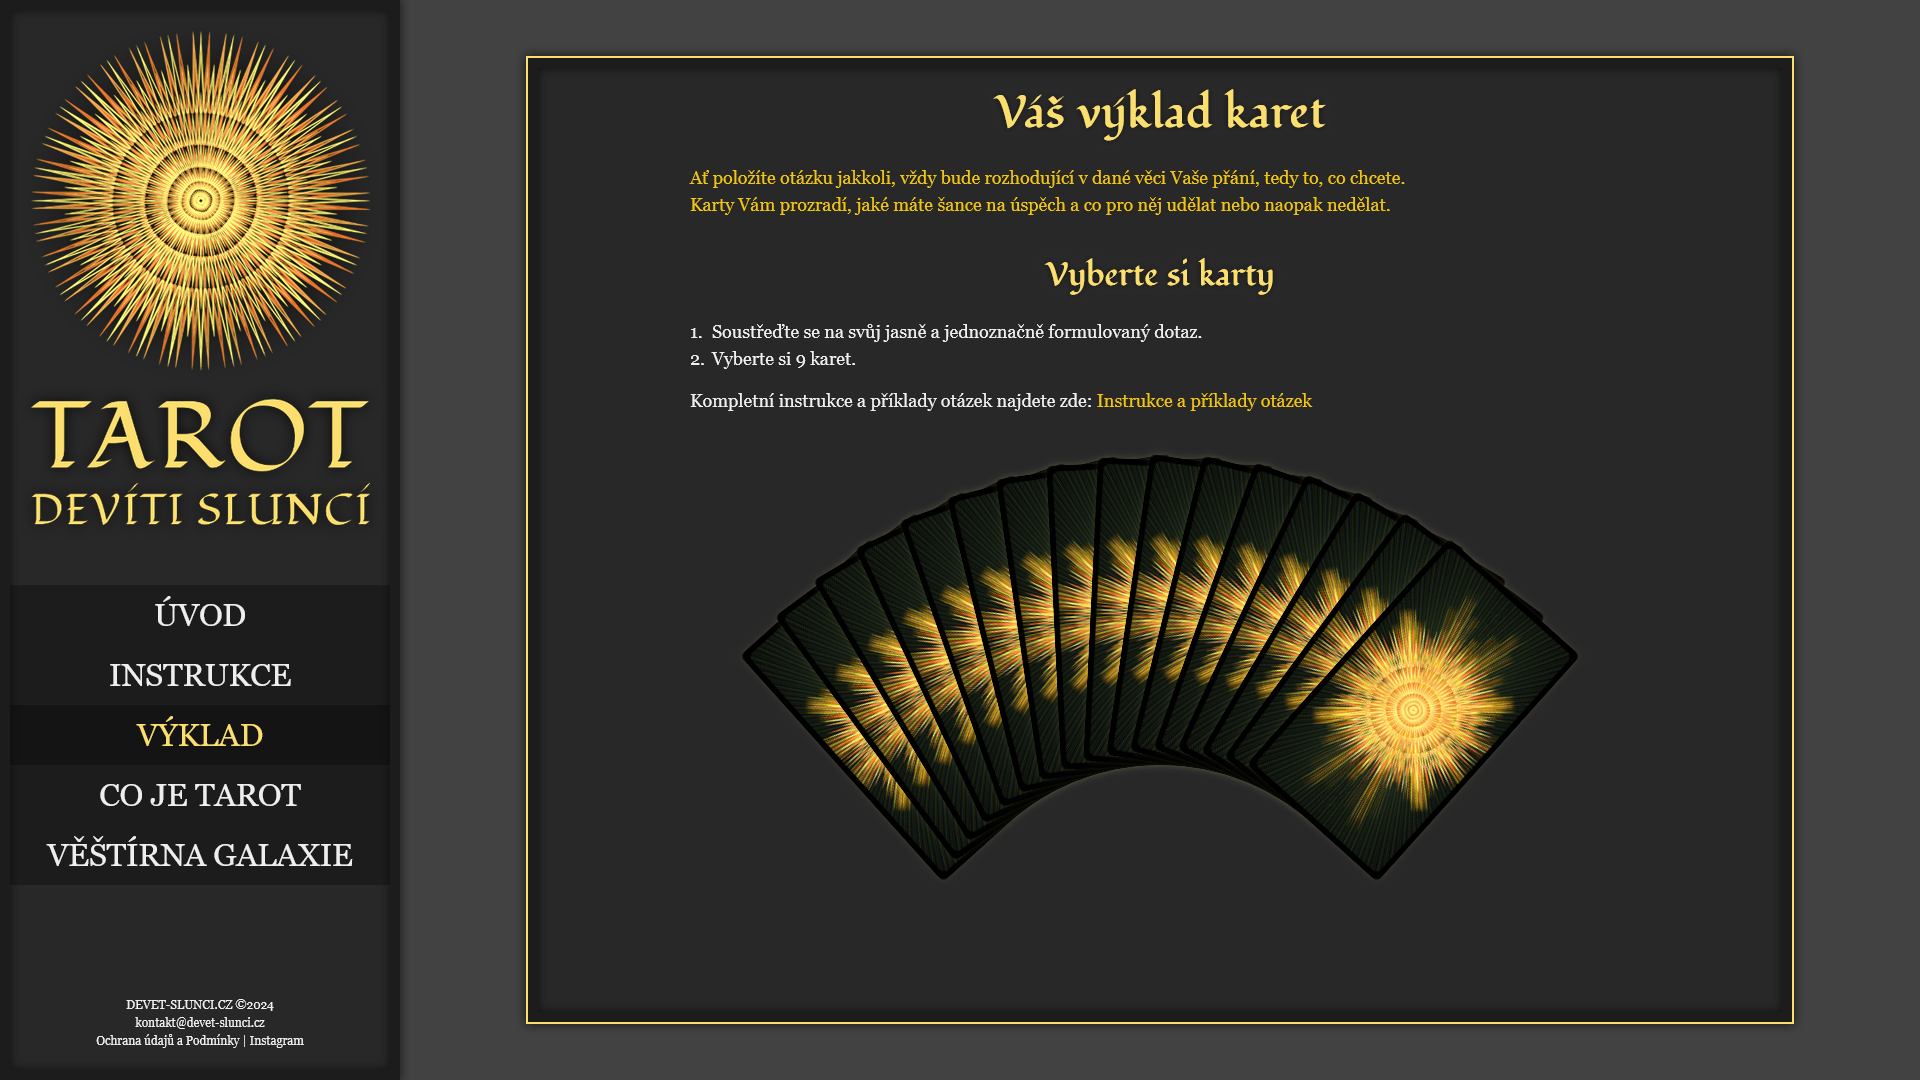 TAROT
DEVÍTI SLUNCÍ
ÚVOD
INSTRUKCE
VÝKLAD
CO JE TAROT
VĚŠTÍRNA GALAXIE
DEVET-SLUNCI.CZ ©2024
kontakt@devet-slunci.cz
Ochrana údajů a Podmínky | Instagram
Váš výklad karet
Ať položíte otázku jakkoli, vždy bude rozhodující v dané věci Vaše přání, tedy to, co chcete.
Karty Vám prozradí, jaké máte šance na úspěch a co pro něj udělat nebo naopak nedělat.
Vyberte si karty
1. Soustřeďte se na svůj jasně a jednoznačně formulovaný dotaz.
2. Vyberte si 9 karet.
Kompletní instrukce a příklady otázek najdete zde: Instrukce a příklady otázek